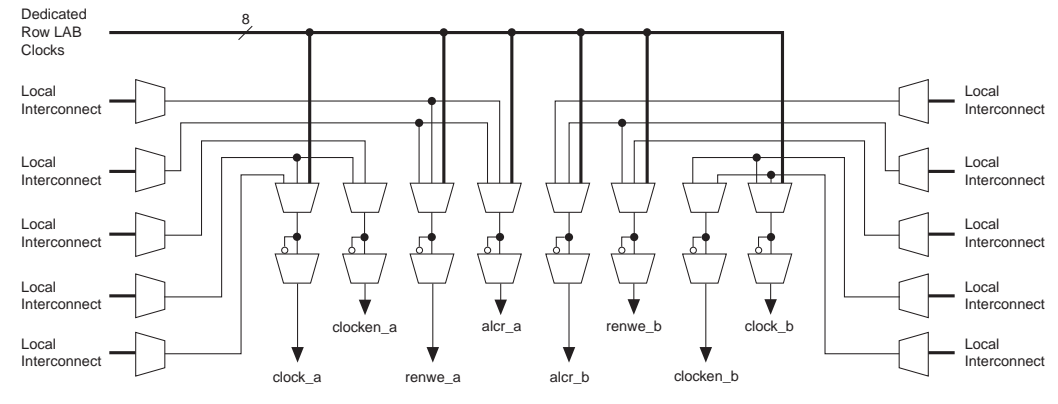 Dedicated
Row LAB
Clocks
8
Local
Interconnect
Local
Interconnect
Local
Interconnect
Local
Interconnect
Local
Interconnect
Local
Interconnect
Local
Interconnect
Local
Interconnect
Local
Interconnect
Local
Interconnect
clocken_a
alcr_a
renwe_b
clock_b
clock_a
renwe_a
alcr_b
clocken_b